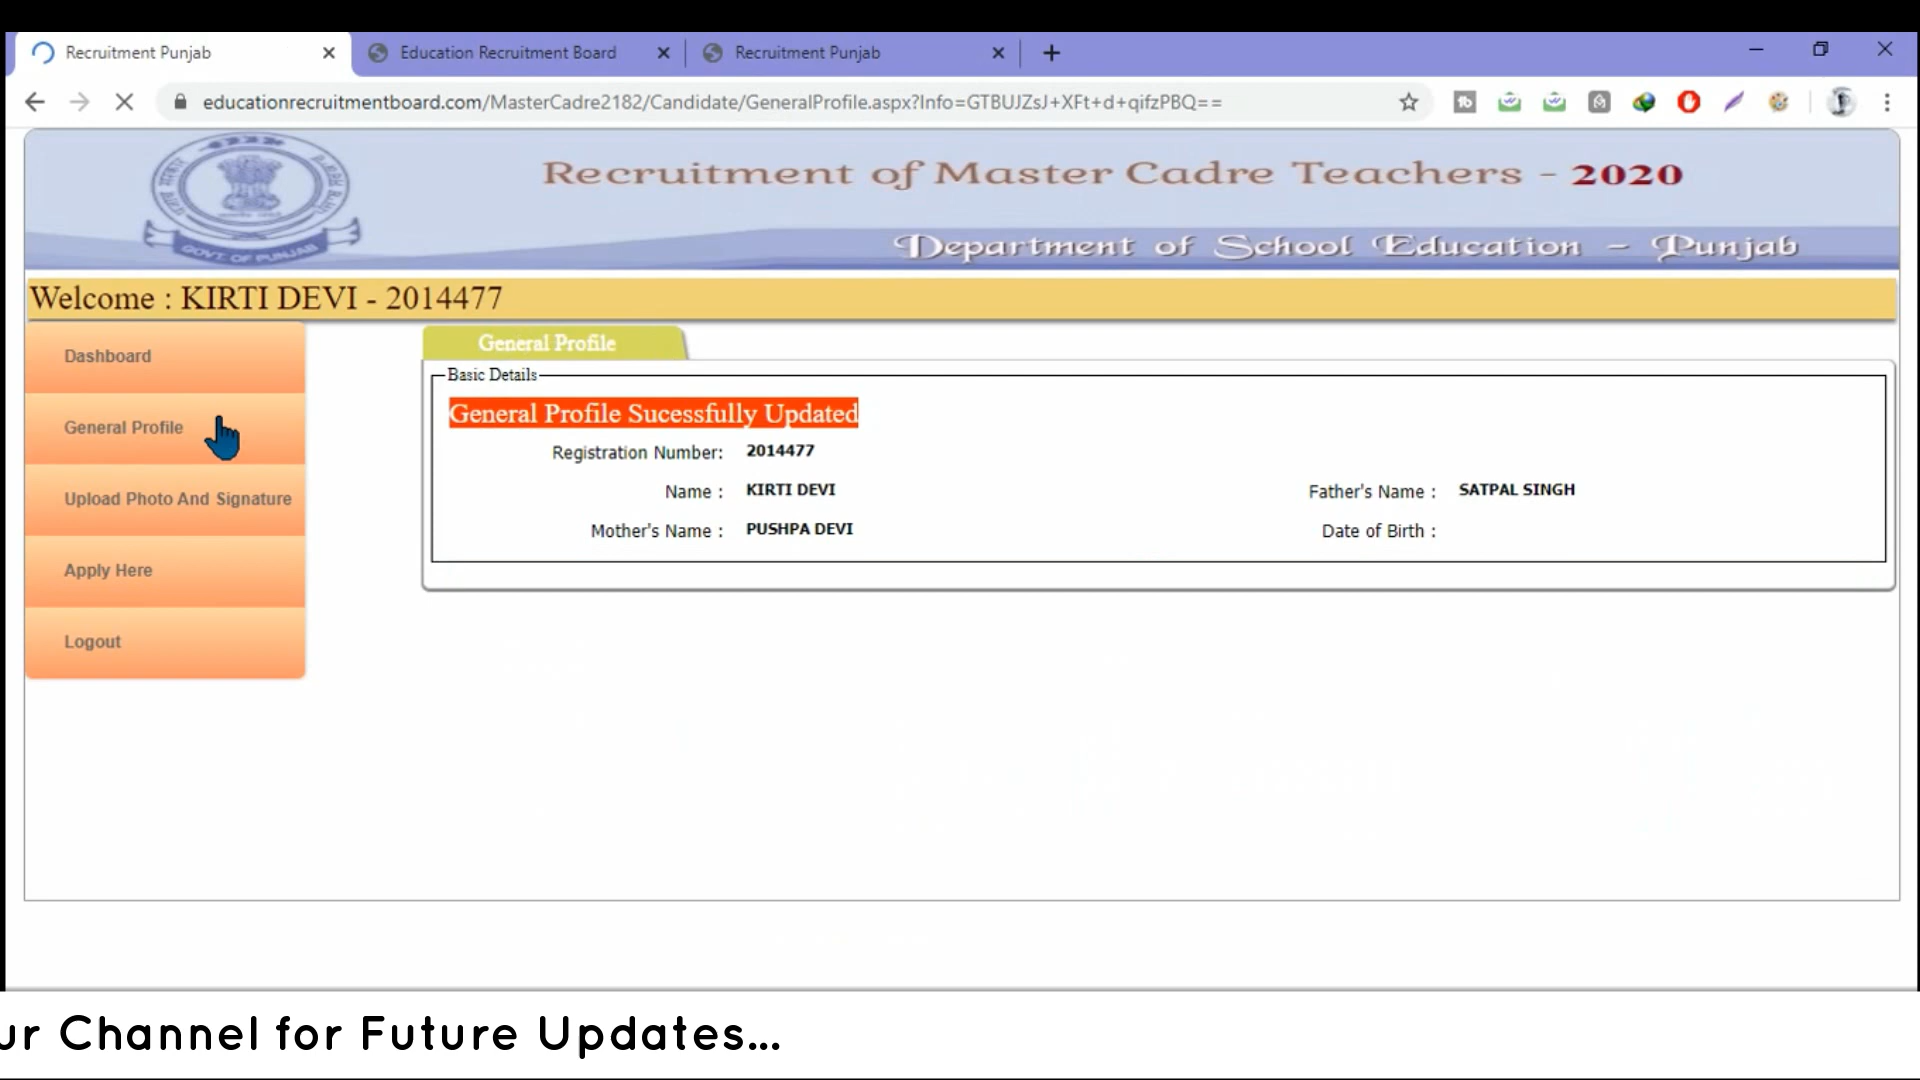 Recruitment Punjab
Education Recruitment Board
Recruitment Punjab
educationrecruitmentboard.com/MasterCadre2182/Candidate/GeneralProfile.aspx?Info=GTBUJZsJ+XFt+d+qifzPBQ==
Recruitment of Master Cadre Teachers - 2020
Department of School Education - Punjab
GOVT. OF PUNJAB
Welcome : KIRTI DEVI - 2014477
Dashboard
General Profile
Upload Photo And Signature
Apply Here
Logout
General Profile
Basic Details
General Profile Sucessfully Updated
Registration Number: 2014477
Name : KIRTI DEVI Father's Name : SATPAL SINGH
Mother's Name : PUSHPA DEVI Date of Birth :
ur Channel for Future Updates...